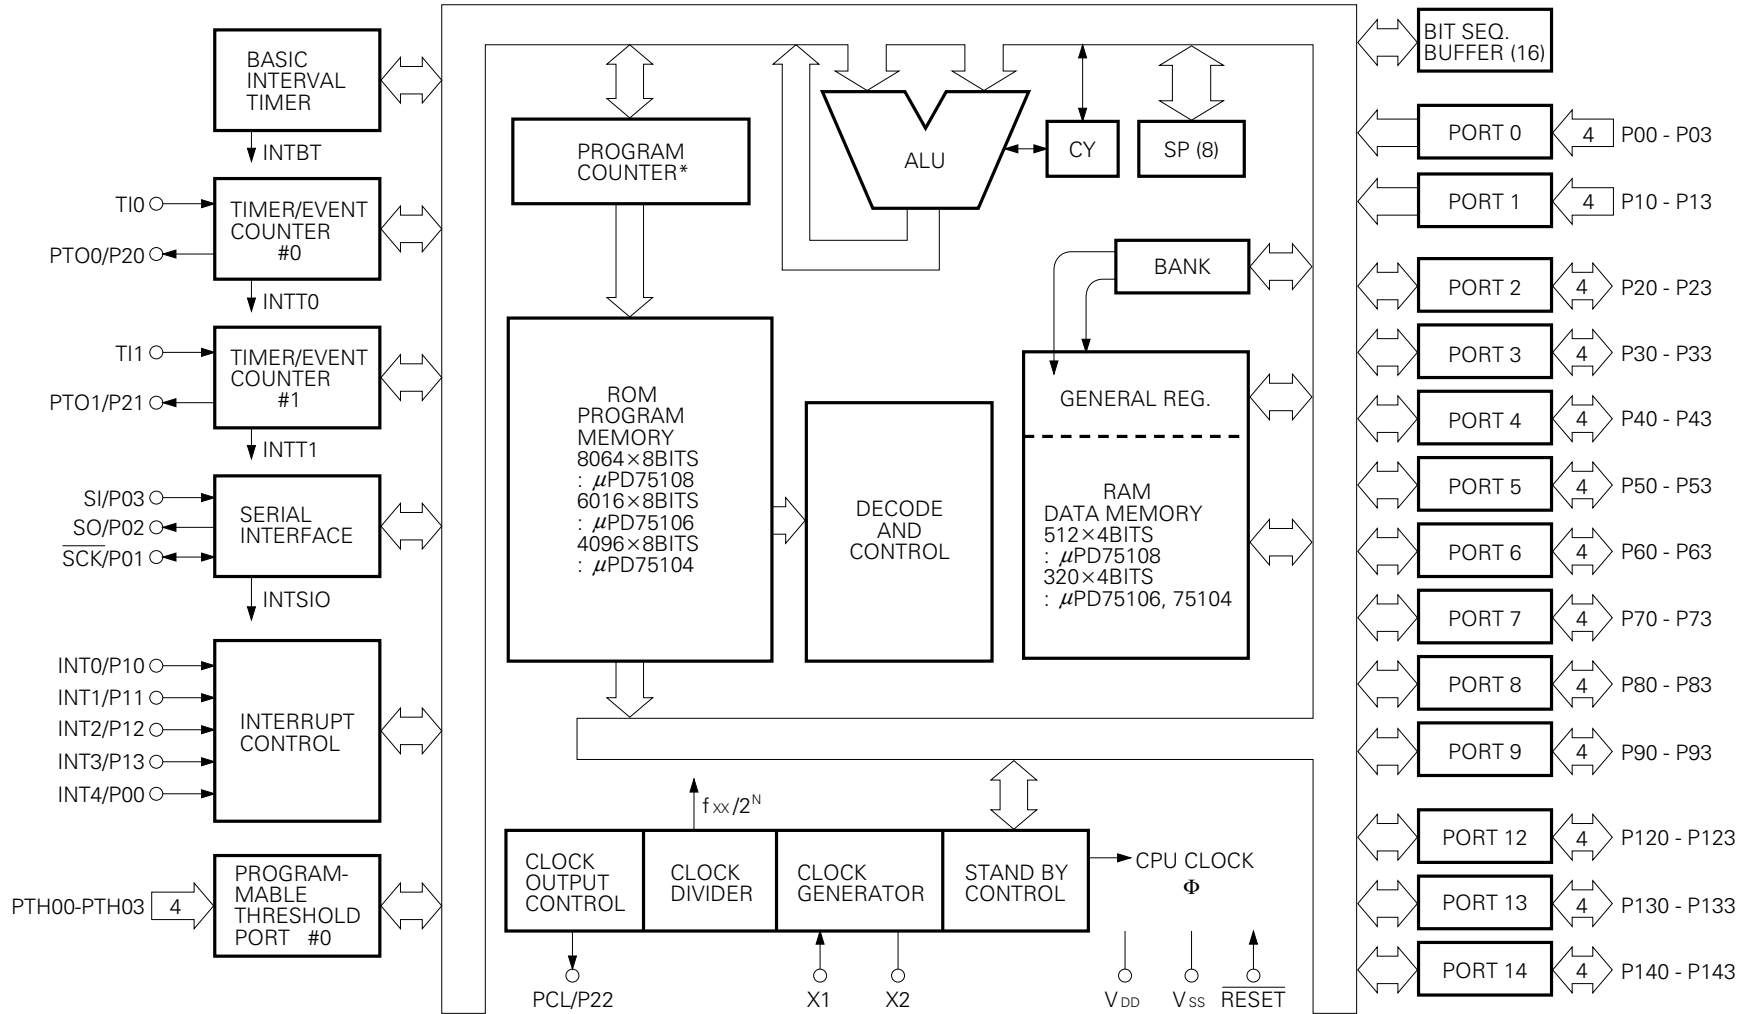 BASIC
INTERVAL
TIMER
INTBT
TI0
PTO0/P20
TIMER/EVENT
COUNTER
#0
INTT0
TI1
PTO1/P21
TIMER/EVENT
COUNTER
#1
INTT1
SI/P03
SO/P02
SCK/P01
SERIAL
INTERFACE
INTSIO
INT0/P10
INT1/P11
INT2/P12
INT3/P13
INT4/P00
INTERRUPT
CONTROL
PTH00-PTH03
4
PROGRAM-
MABLE
THRESHOLD
PORT #0
PROGRAM
COUNTER*
ALU
CY
SP (8)
BANK
ROM
PROGRAM
MEMORY
8064×8BITS
: μPD75108
6016×8BITS
: μPD75106
4096×8BITS
: μPD75104
DECODE
AND
CONTROL
GENERAL REG.
RAM
DATA MEMORY
512×4BITS
: μPD75108
320×4BITS
: μPD75106, 75104
fXX/2^N
CLOCK
OUTPUT
CONTROL
CLOCK
DIVIDER
CLOCK
GENERATOR
STAND BY
CONTROL
CPU CLOCK
Φ
PCL/P22
X1
X2
VDD
VSS
RESET
BIT SEQ.
BUFFER (16)
PORT 0
4
P00 - P03
PORT 1
4
P10 - P13
PORT 2
4
P20 - P23
PORT 3
4
P30 - P33
PORT 4
4
P40 - P43
PORT 5
4
P50 - P53
PORT 6
4
P60 - P63
PORT 7
4
P70 - P73
PORT 8
4
P80 - P83
PORT 9
4
P90 - P93
PORT 12
4
P120 - P123
PORT 13
4
P130 - P133
PORT 14
4
P140 - P143